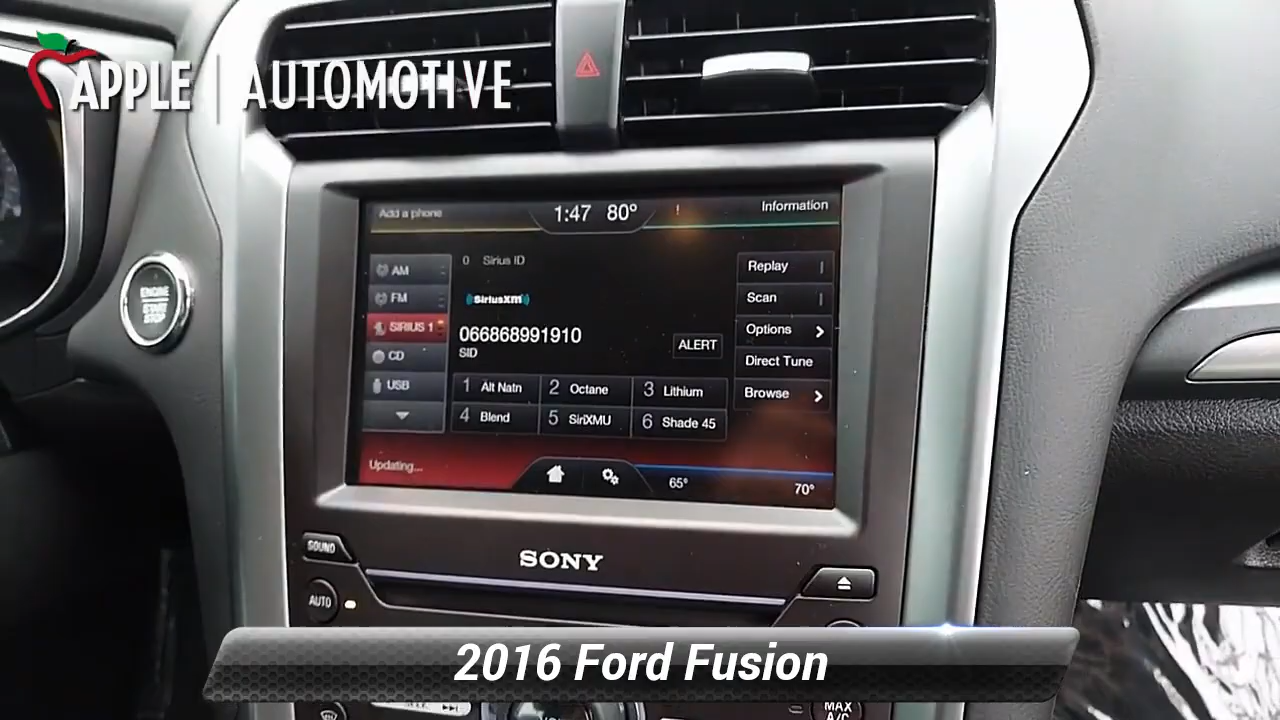 APPLE | AUTOMOTIVE
Add a phone
1:47 80°
!
Information
AM
FM
SIRIUS 1
CD
USB
0 Sirius ID
((SiriusXM))
066868991910
SID
ALERT
1 Alt Natn
2 Octane
3 Lithium
4 Blend
5 SiriXMU
6 Shade 45
Replay
Scan
Options >
Direct Tune
Browse >
Updating...
65°
70°
ENGINE
START
STOP
SOUND
SONY
AUTO
2016 Ford Fusion
MAX
A/C